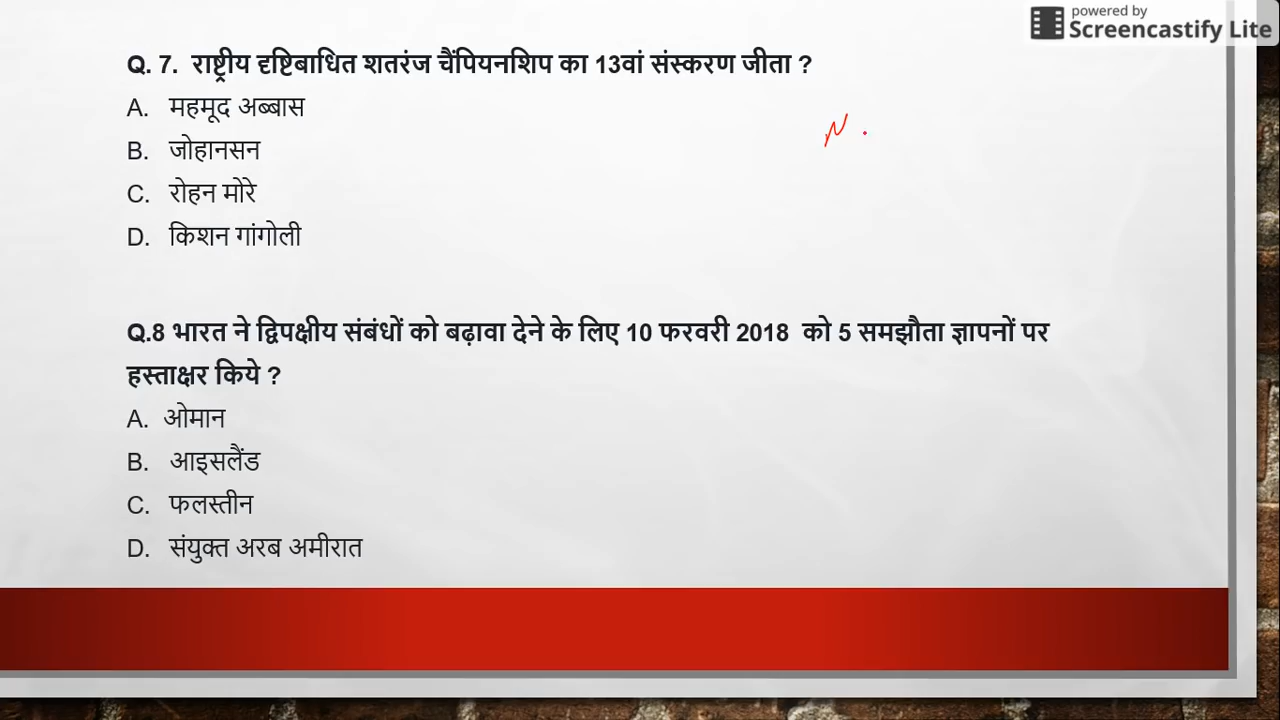 powered by
Screencastify Lite
Q. 7. राष्ट्रीय दृष्टिबाधित शतरंज चैंपियनशिप का 13वां संस्करण जीता ?
A. महमूद अब्बास
N
B. जोहानसन
C. रोहन मोरे
D. किशन गांगोली
Q.8 भारत ने द्विपक्षीय संबंधों को बढ़ावा देने के लिए 10 फरवरी 2018 को 5 समझौता ज्ञापनों पर
हस्ताक्षर किये ?
A. ओमान
B. आइसलैंड
C. फलस्तीन
D. संयुक्त अरब अमीरात